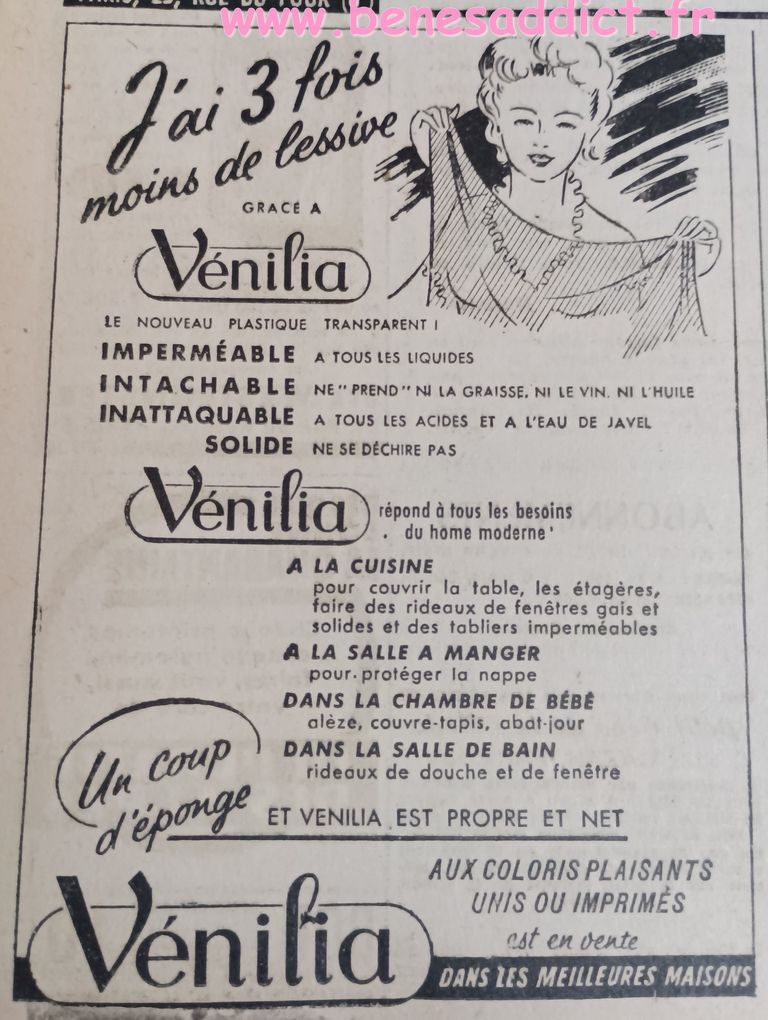 PARIS, 25, RUE DU FOUR
www.benesaddict.fr
J'ai 3 fois
moins de lessive
GRACE A
Vénilia
LE NOUVEAU PLASTIQUE TRANSPARENT !
IMPERMÉABLE A TOUS LES LIQUIDES
INTACHABLE NE "PREND" NI LA GRAISSE, NI LE VIN. NI L'HUILE
INATTAQUABLE A TOUS LES ACIDES ET A L'EAU DE JAVEL
SOLIDE NE SE DÉCHIRE PAS
Vénilia répond à tous les besoins
du home moderne
A LA CUISINE
pour couvrir la table, les étagères,
faire des rideaux de fenêtres gais et
solides et des tabliers imperméables
A LA SALLE A MANGER
pour protéger la nappe
DANS LA CHAMBRE DE BÉBÉ
alèze, couvre-tapis, abat-jour
DANS LA SALLE DE BAIN
rideaux de douche et de fenêtre
Un coup
d'éponge
ET VENILIA EST PROPRE ET NET
AUX COLORIS PLAISANTS
UNIS OU IMPRIMÉS
est en vente
Vénilia
DANS LES MEILLEURES MAISONS